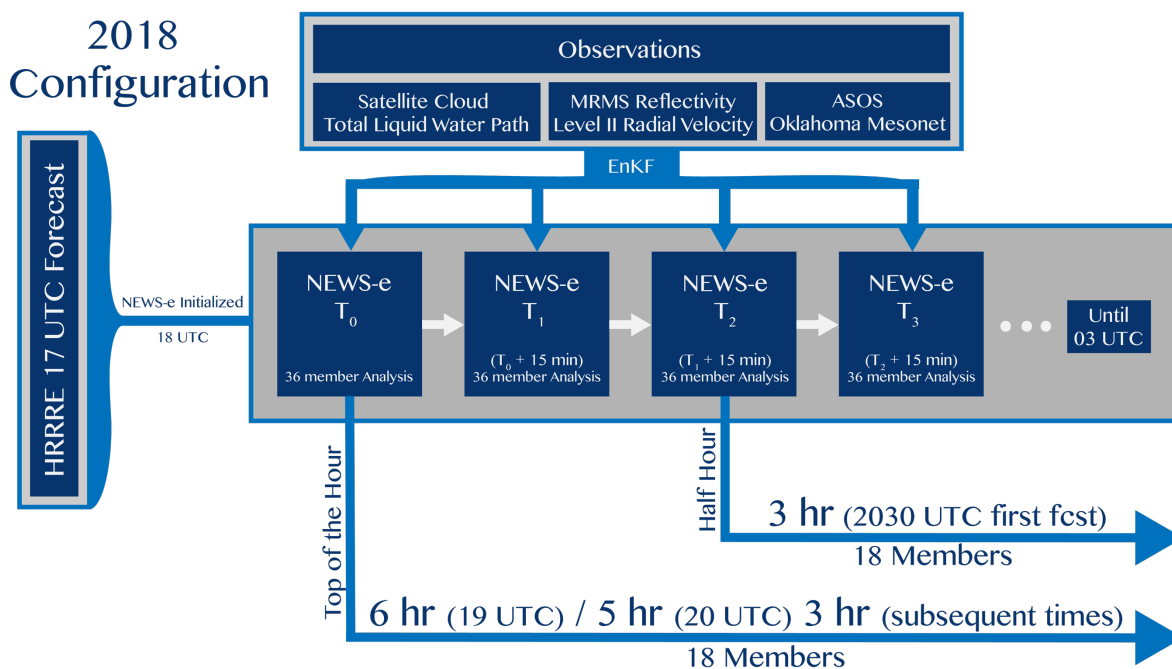 2018
Configuration
Observations
Satellite Cloud
Total Liquid Water Path
MRMS Reflectivity
Level II Radial Velocity
ASOS
Oklahoma Mesonet
EnKF
HRRRE 17 UTC Forecast
NEWS-e Initialized
18 UTC
NEWS-e
T0
36 member Analysis
NEWS-e
T1
(T0 + 15 min)
36 member Analysis
NEWS-e
T2
(T1 + 15 min)
36 member Analysis
NEWS-e
T3
(T2 + 15 min)
36 member Analysis
Until
03 UTC
Top of the Hour
Half Hour
3 hr (2030 UTC first fcst)
18 Members
6 hr (19 UTC) / 5 hr (20 UTC) 3 hr (subsequent times)
18 Members